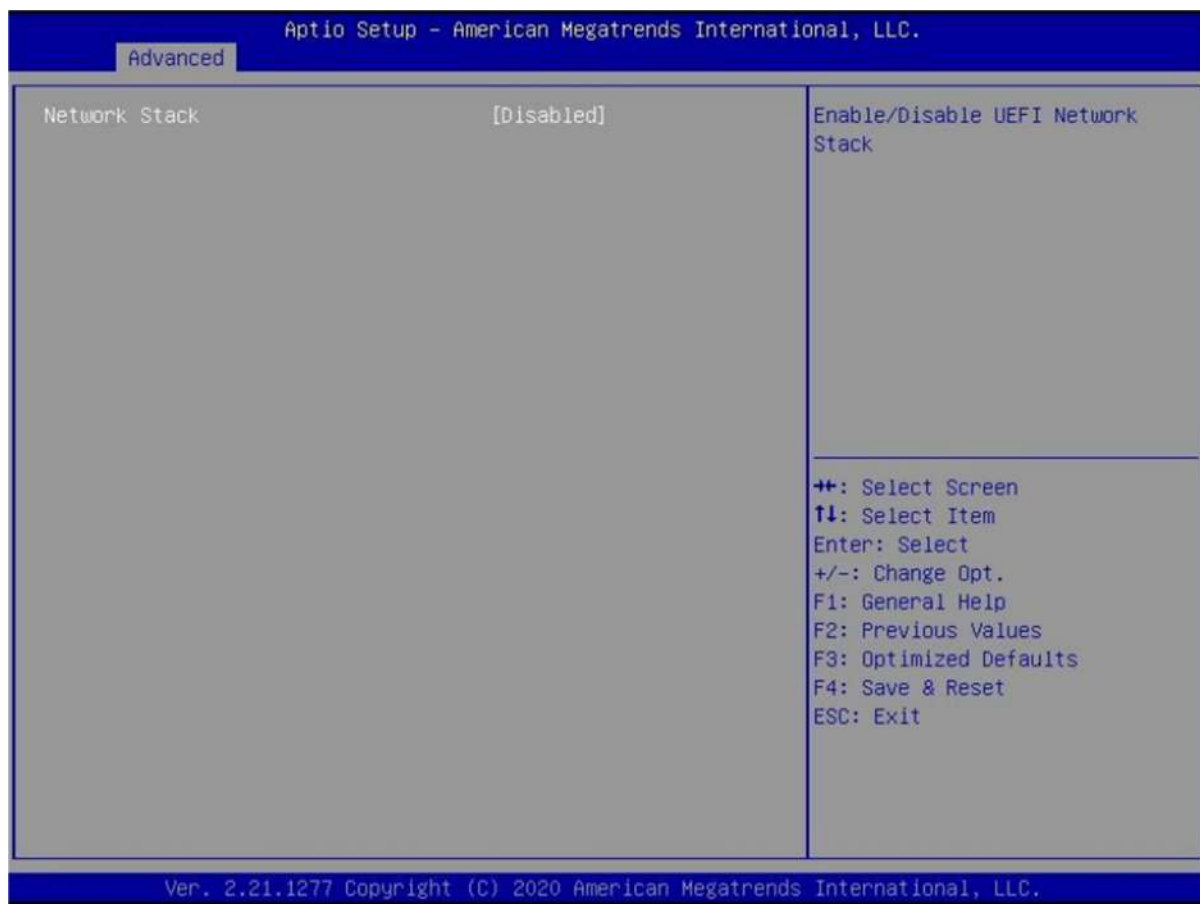 Aptio Setup – American Megatrends International, LLC.
Advanced
Network Stack [Disabled]
Enable/Disable UEFI Network
Stack
→←: Select Screen
↑↓: Select Item
Enter: Select
+/-: Change Opt.
F1: General Help
F2: Previous Values
F3: Optimized Defaults
F4: Save & Reset
ESC: Exit
Ver. 2.21.1277 Copyright (C) 2020 American Megatrends International, LLC.